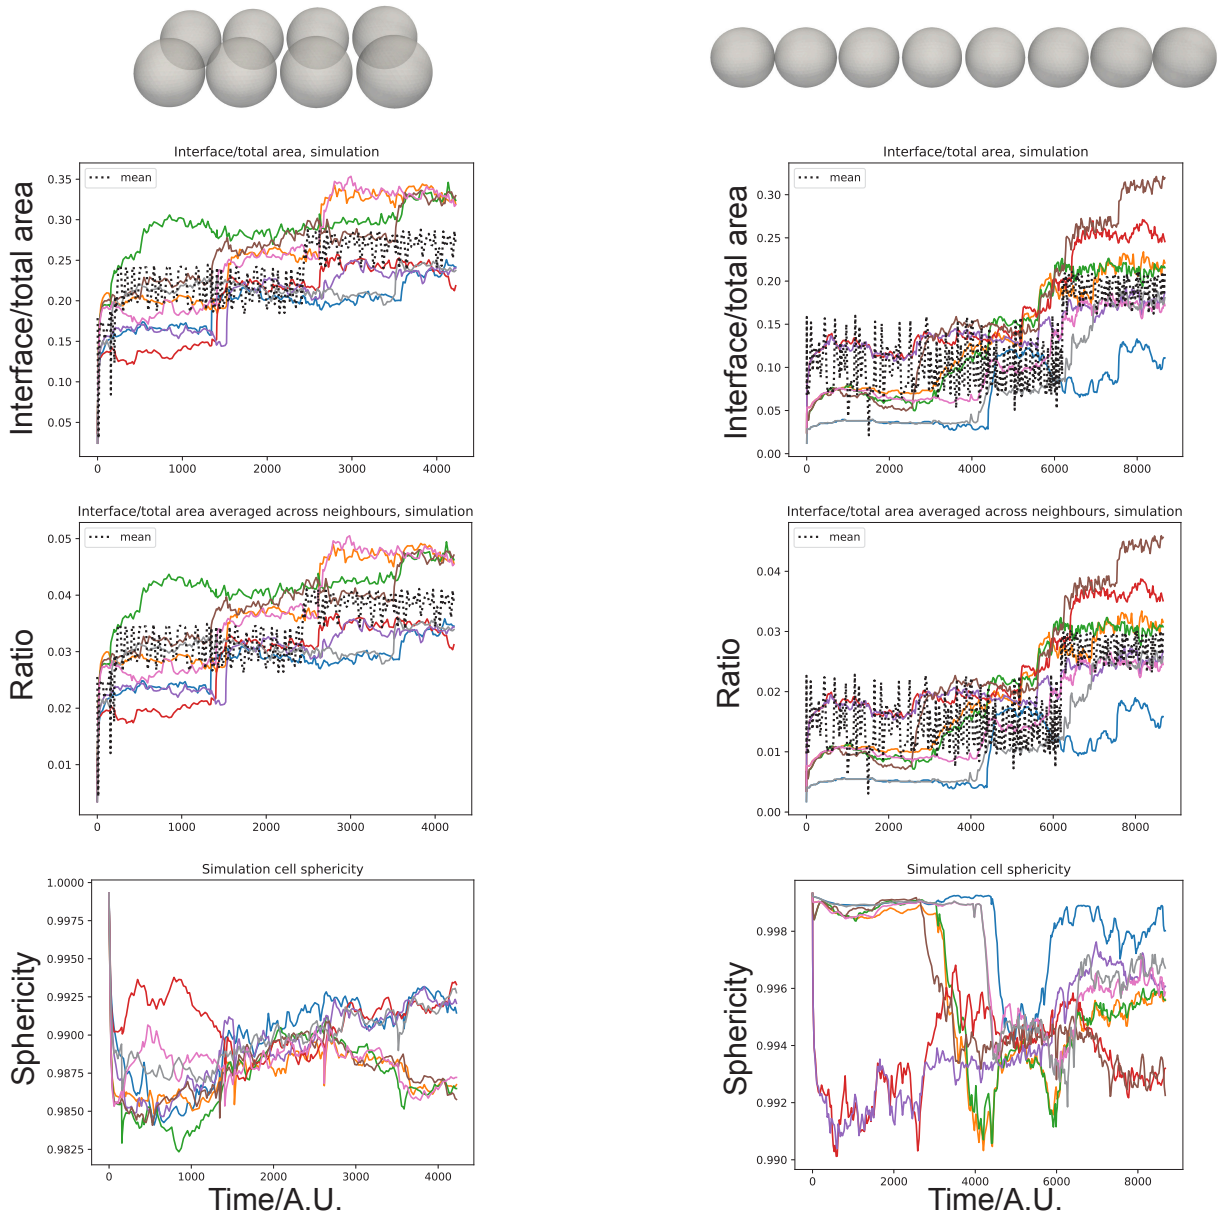 Interface/total area, simulation
Interface/total area
mean
0.35
0.30
0.25
0.20
0.15
0.10
0.05
0 1000 2000 3000 4000
Interface/total area, simulation
Interface/total area
mean
0.30
0.25
0.20
0.15
0.10
0.05
0.00
0 2000 4000 6000 8000
Interface/total area averaged across neighbours, simulation
Ratio
mean
0.05
0.04
0.03
0.02
0.01
0 1000 2000 3000 4000
Interface/total area averaged across neighbours, simulation
Ratio
mean
0.04
0.03
0.02
0.01
0.00
0 2000 4000 6000 8000
Simulation cell sphericity
Sphericity
1.0000
0.9975
0.9950
0.9925
0.9900
0.9875
0.9850
0.9825
0 1000 2000 3000 4000
Time/A.U.
Simulation cell sphericity
Sphericity
0.998
0.996
0.994
0.992
0.990
0 2000 4000 6000 8000
Time/A.U.